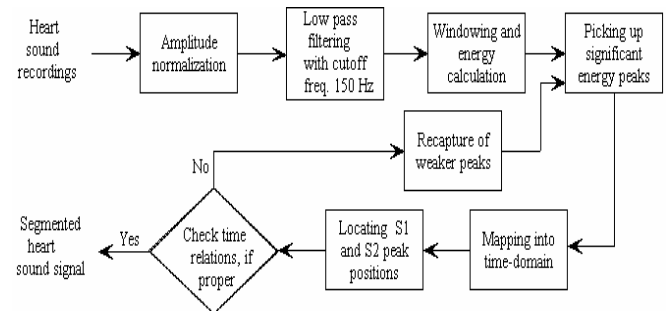 Heart
sound
recordings
Amplitude
normalization
Low pass
filtering
with cutoff
freq. 150 Hz
Windowing and
energy
calculation
Picking up
significant
energy peaks
Recapture of
weaker peaks
No
Segmented
heart
sound signal
Yes
Check time
relations, if
proper
Locating S1
and S2 peak
positions
Mapping into
time-domain